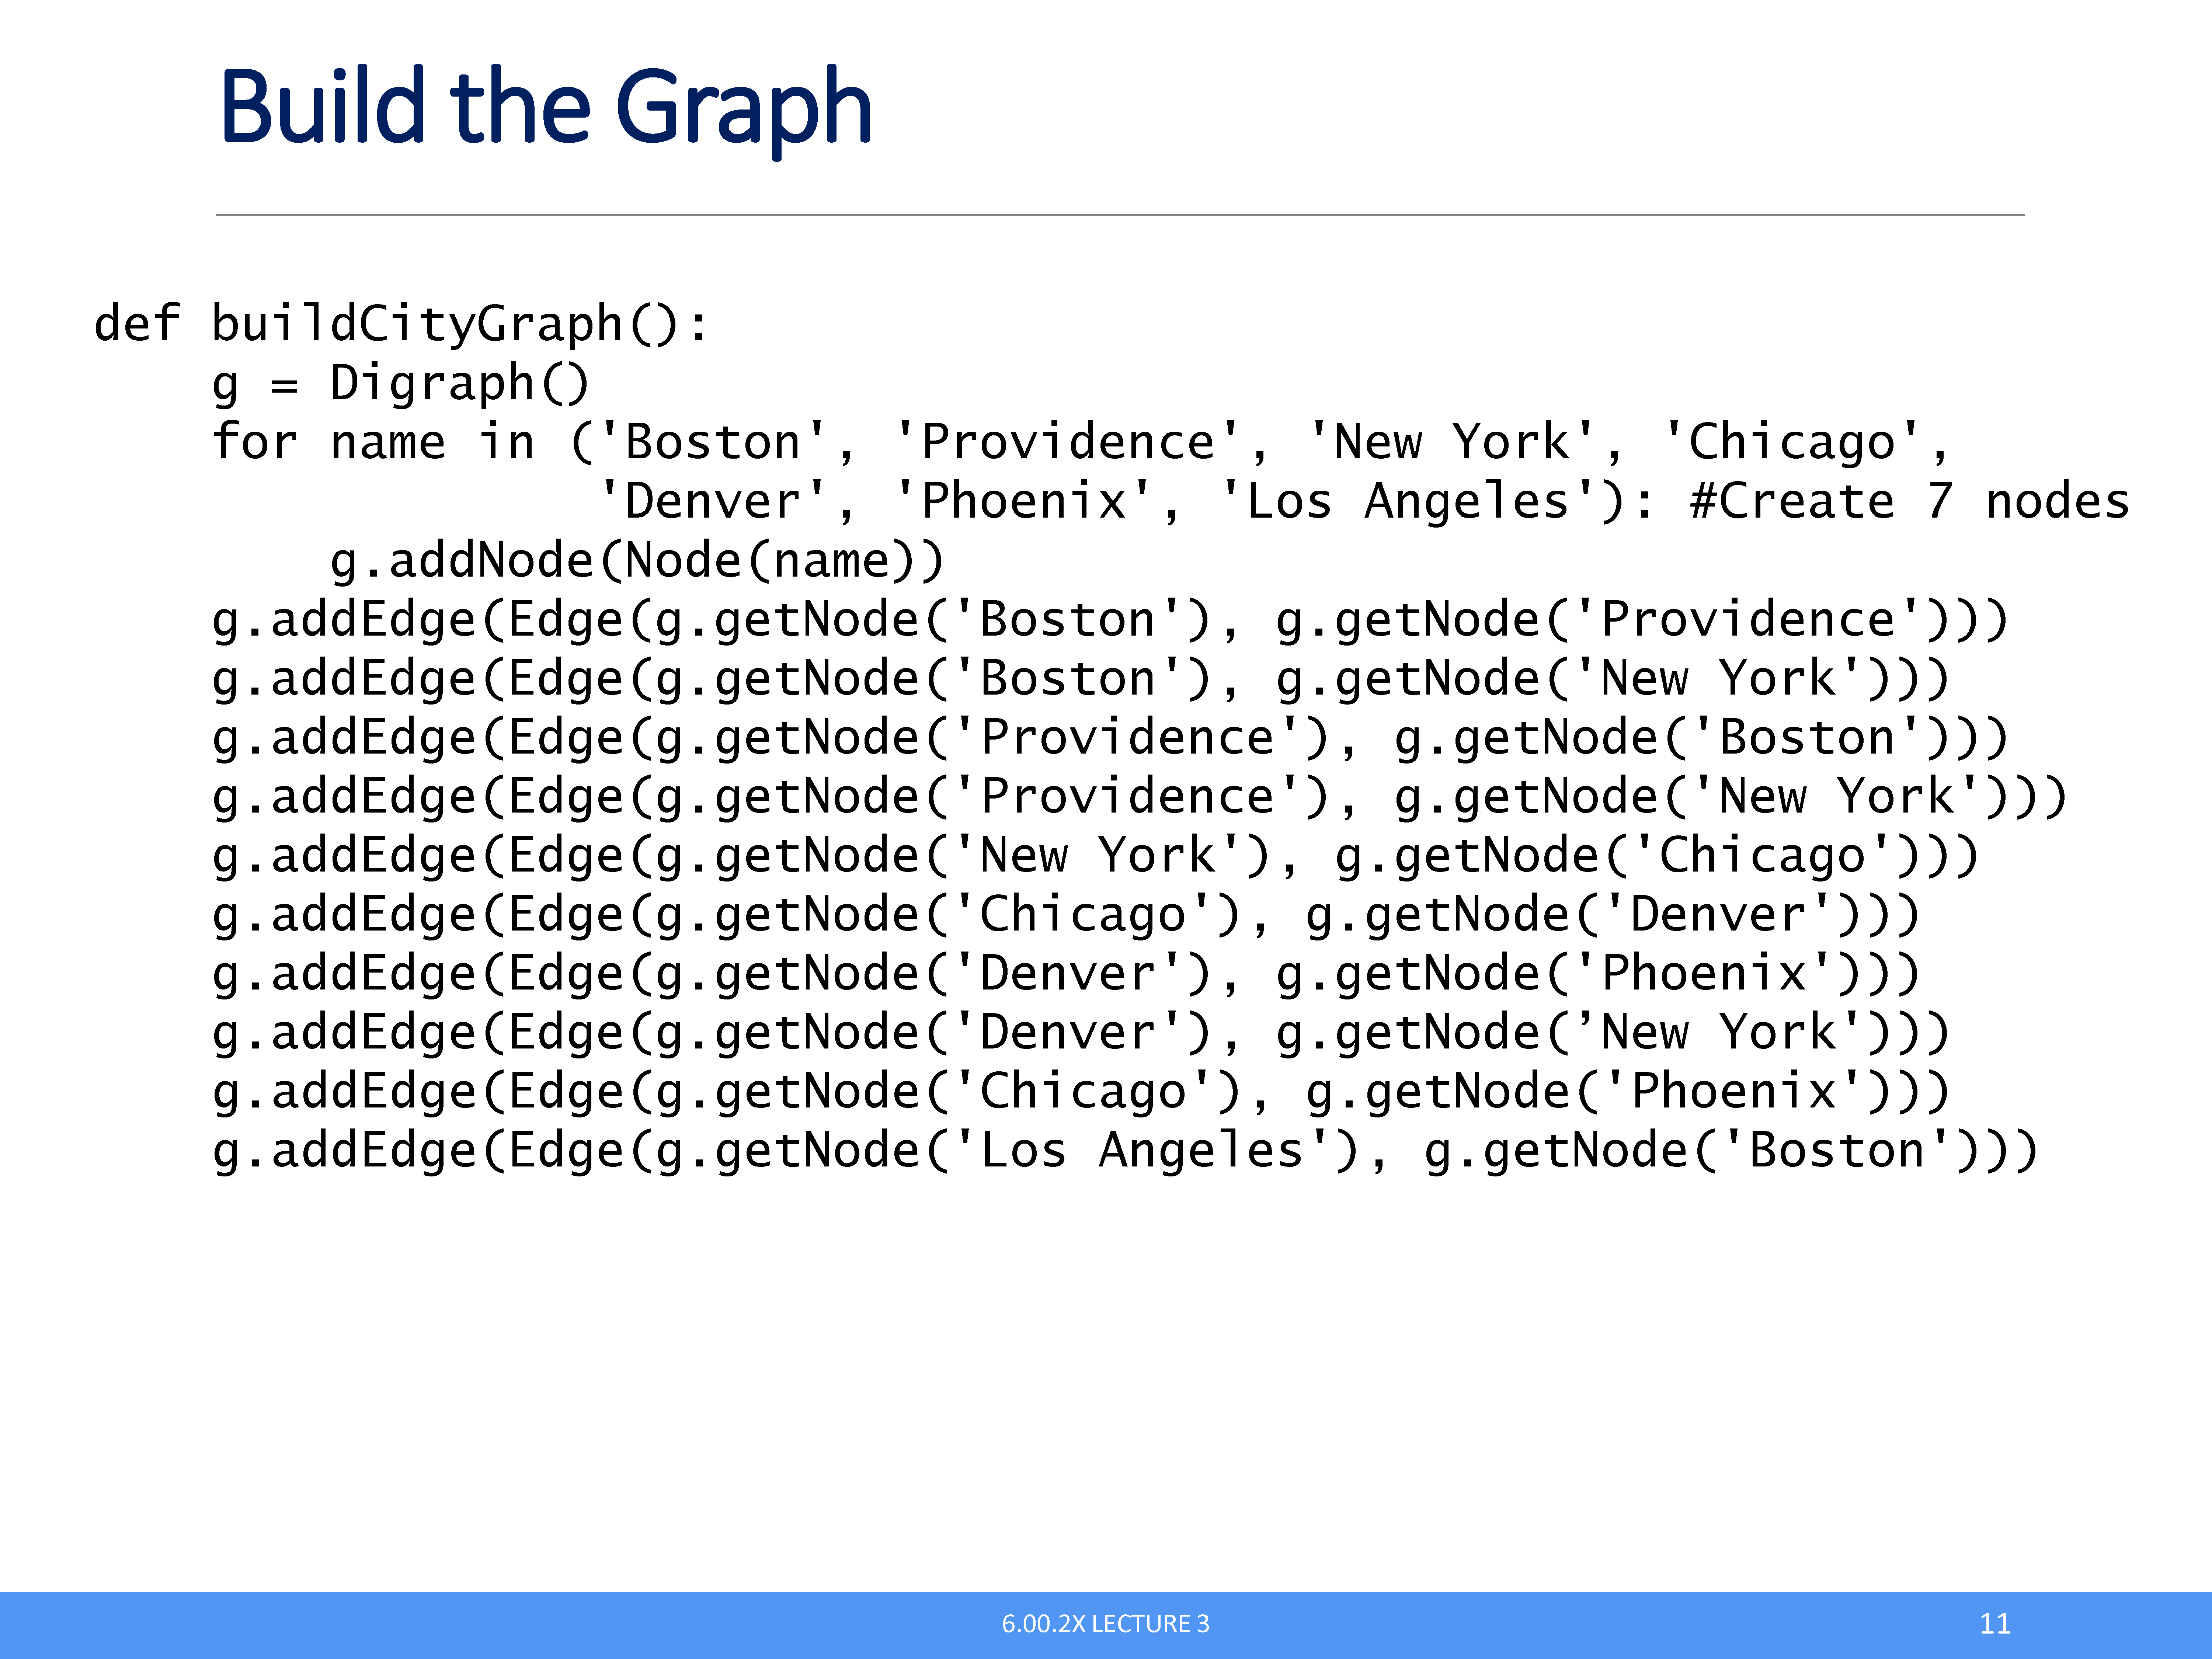 Build the Graph
def buildCityGraph():
    g = Digraph()
    for name in ('Boston', 'Providence', 'New York', 'Chicago',
                 'Denver', 'Phoenix', 'Los Angeles'): #Create 7 nodes
        g.addNode(Node(name))
    g.addEdge(Edge(g.getNode('Boston'), g.getNode('Providence')))
    g.addEdge(Edge(g.getNode('Boston'), g.getNode('New York')))
    g.addEdge(Edge(g.getNode('Providence'), g.getNode('Boston')))
    g.addEdge(Edge(g.getNode('Providence'), g.getNode('New York')))
    g.addEdge(Edge(g.getNode('New York'), g.getNode('Chicago')))
    g.addEdge(Edge(g.getNode('Chicago'), g.getNode('Denver')))
    g.addEdge(Edge(g.getNode('Denver'), g.getNode('Phoenix')))
    g.addEdge(Edge(g.getNode('Denver'), g.getNode(’New York')))
    g.addEdge(Edge(g.getNode('Chicago'), g.getNode('Phoenix')))
    g.addEdge(Edge(g.getNode('Los Angeles'), g.getNode('Boston')))
6.00.2X LECTURE 3
11